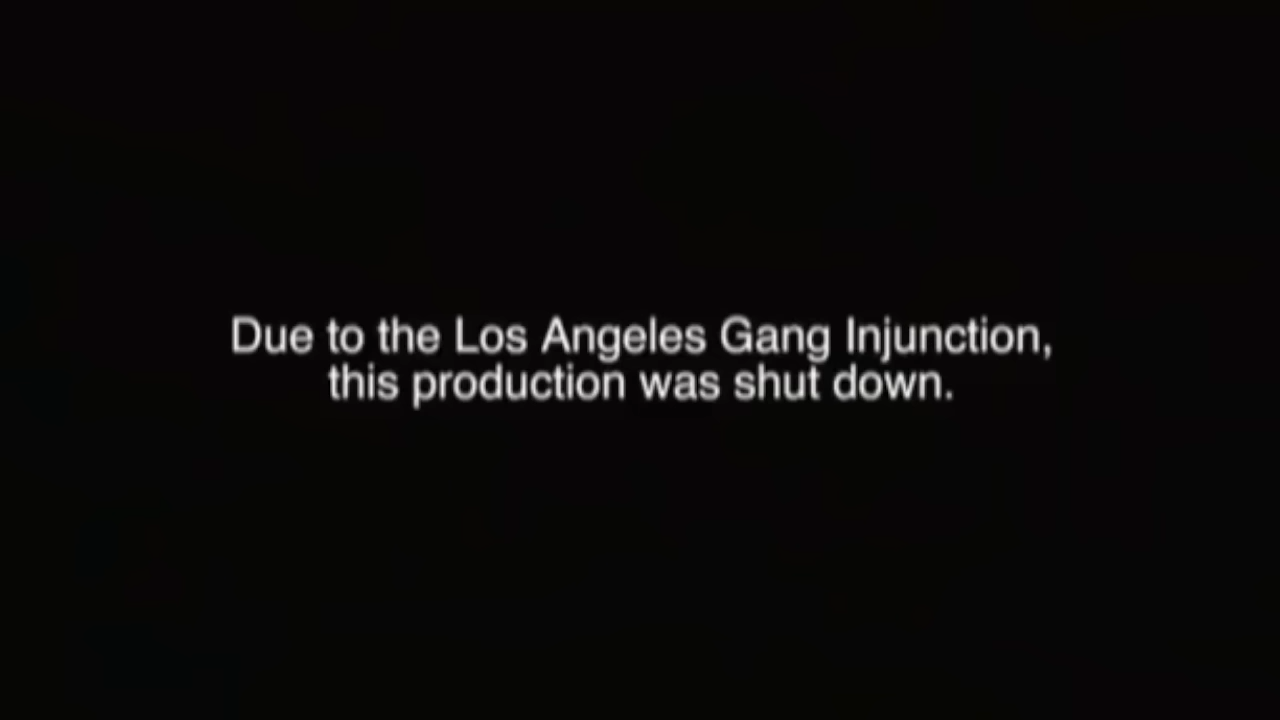 Due to the Los Angeles Gang Injunction,
this production was shut down.